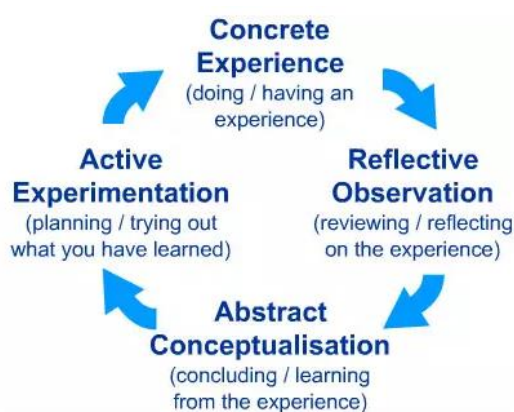 Concrete
Experience
(doing / having an
experience)
Reflective
Observation
(reviewing / reflecting
on the experience)
Abstract
Conceptualisation
(concluding / learning
from the experience)
Active
Experimentation
(planning / trying out
what you have learned)